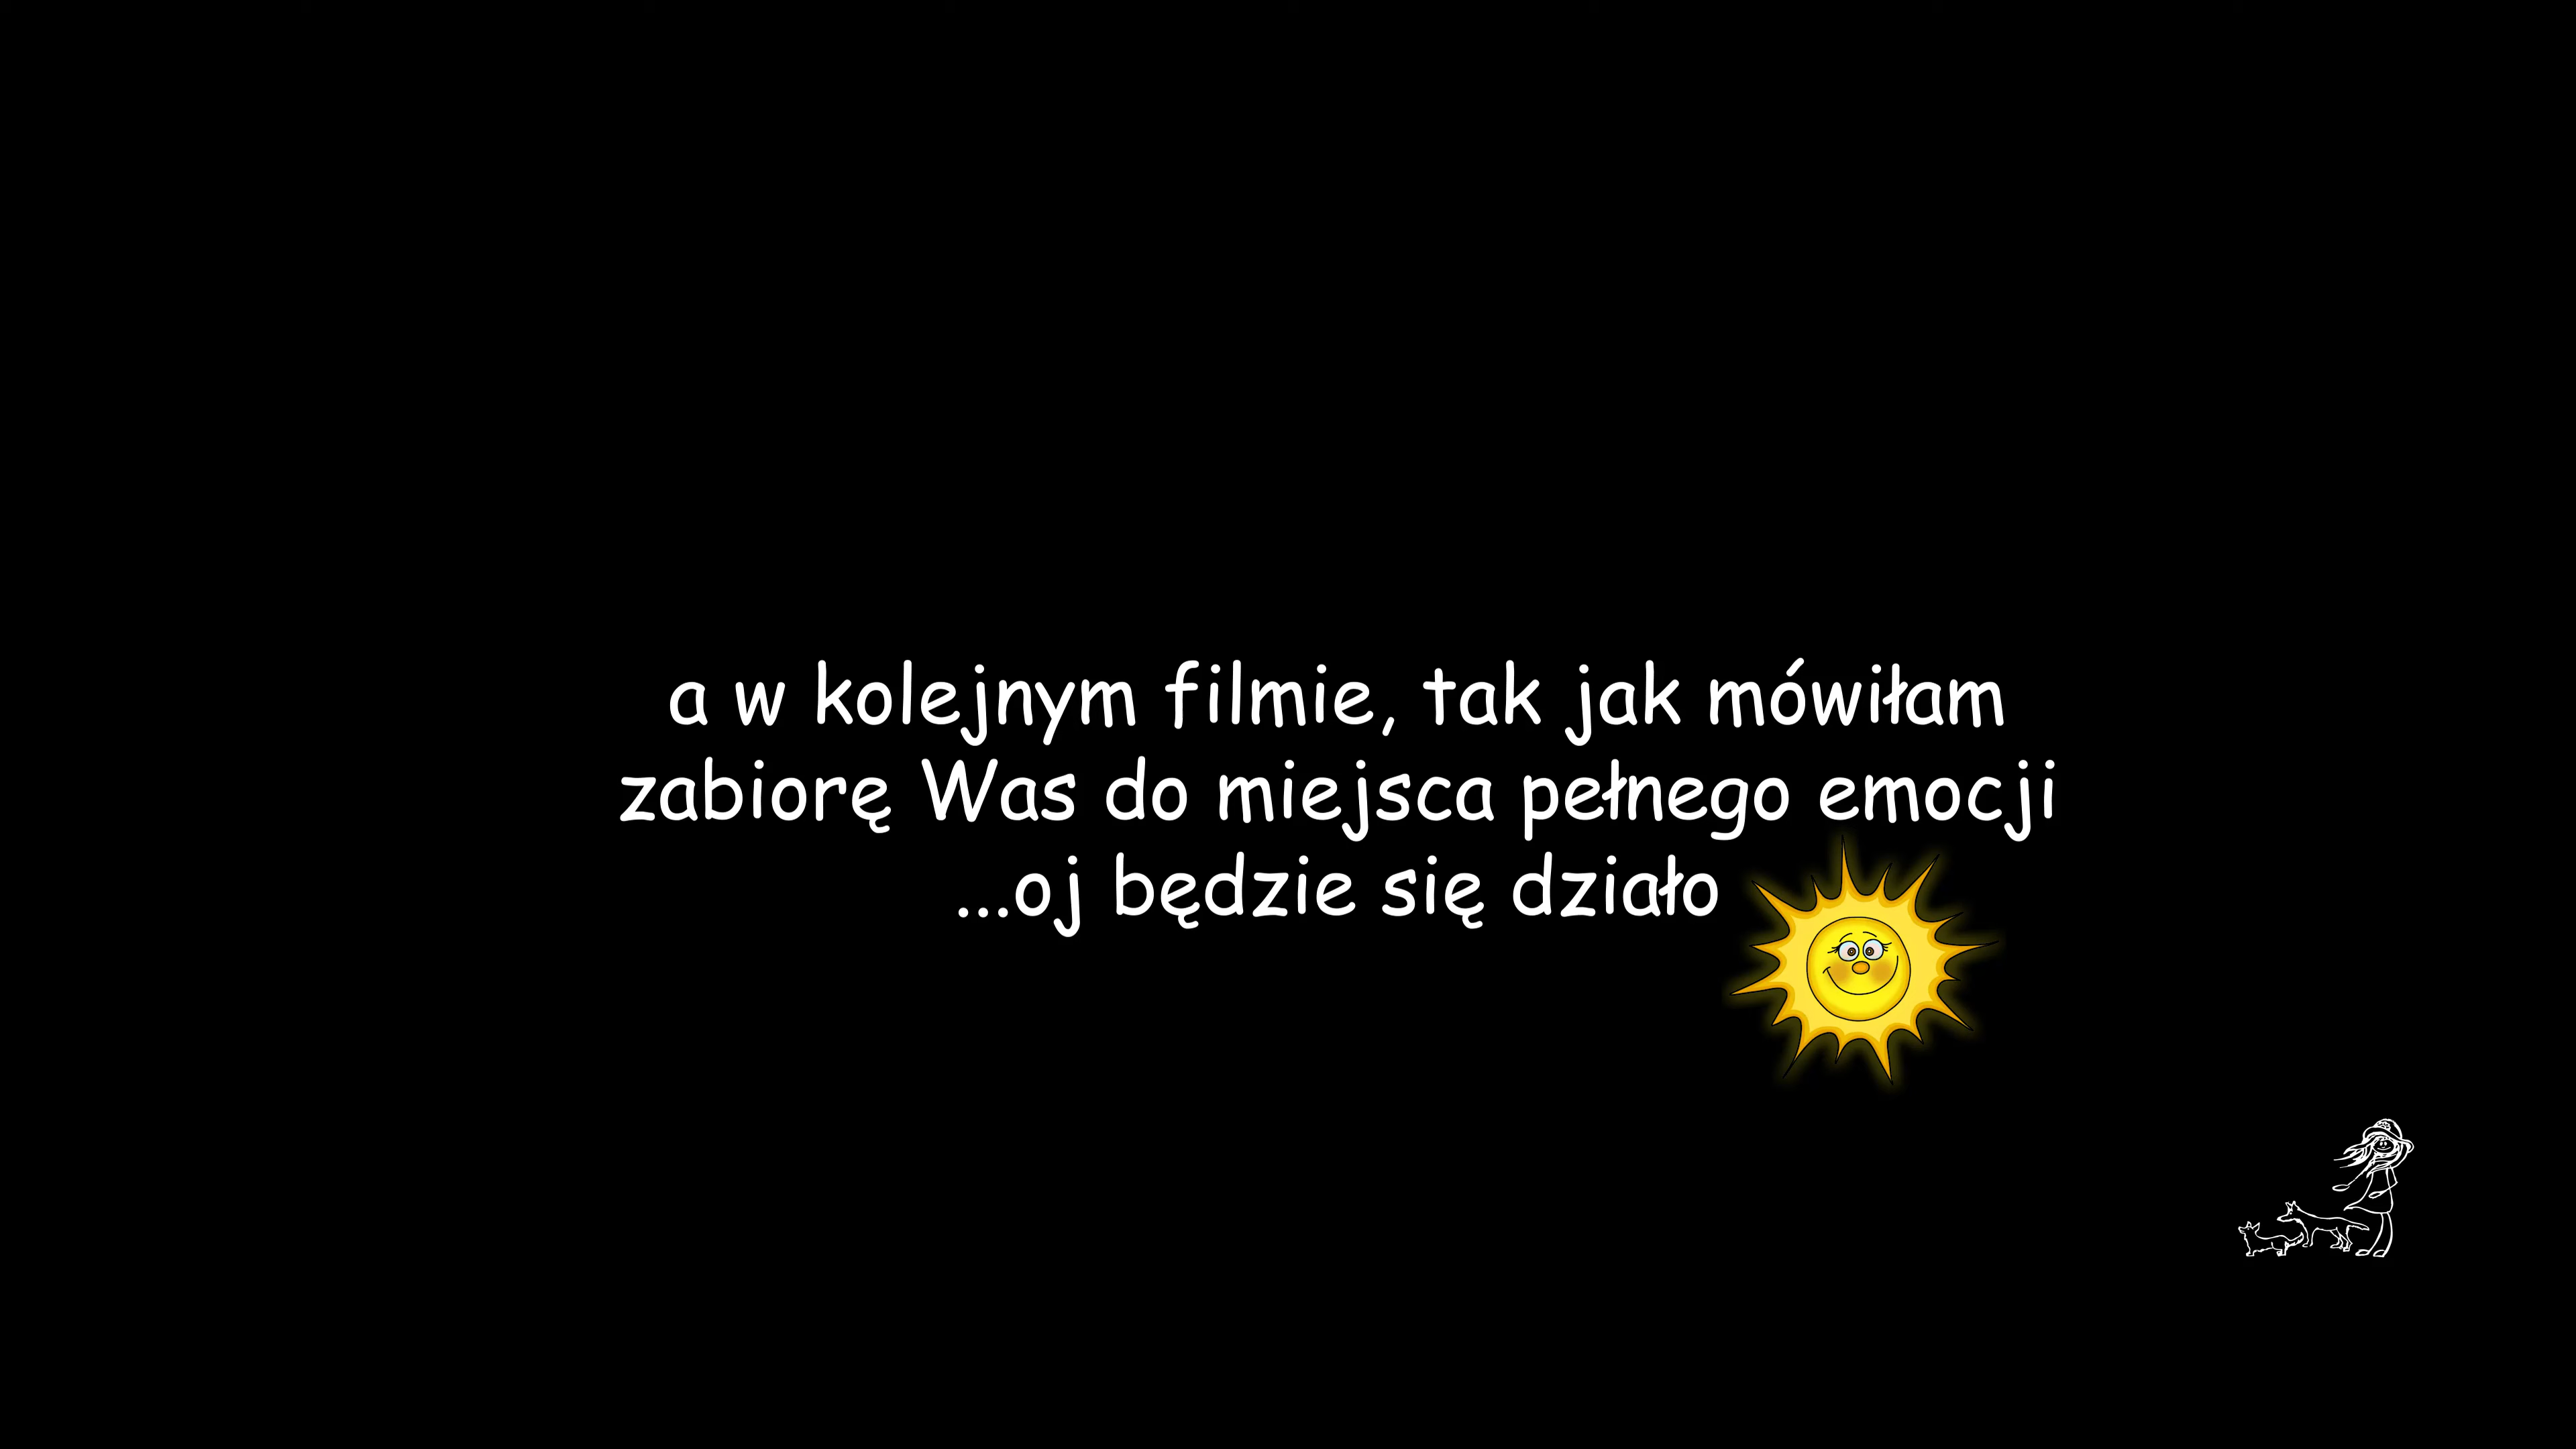 a w kolejnym filmie, tak jak mówiłam
zabiorę Was do miejsca pełnego emocji
...oj będzie się działo